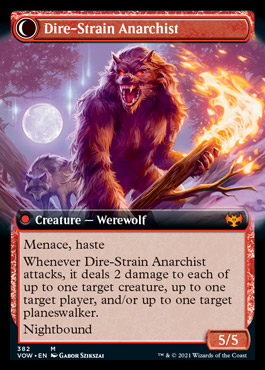 Dire-Strain Anarchist
Creature — Werewolf
Menace, haste
Whenever Dire-Strain Anarchist
attacks, it deals 2 damage to each of
up to one target creature, up to one
target player, and/or up to one target
planeswalker.
Nightbound
5/5
382 M
VOW • EN GABOR SZIKSZAI
™ & © 2021 Wizards of the Coast